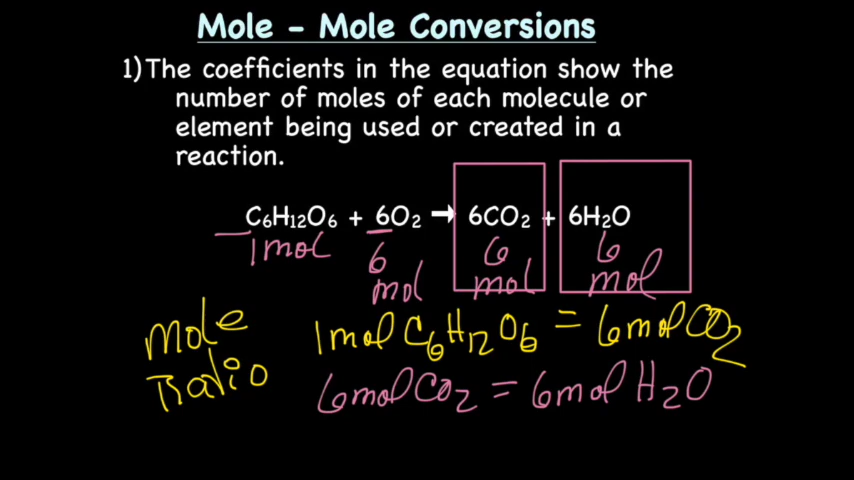 Mole – Mole Conversions
1) The coefficients in the equation show the
number of moles of each molecule or
element being used or created in a
reaction.
C₆H₁₂O₆ + 6O₂ → 6CO₂ + 6H₂O
1mol 6 mol 6 mol 6 mol
mole Ratio
1mol C₆H₁₂O₆ = 6mol CO₂
6mol CO₂ = 6mol H₂O